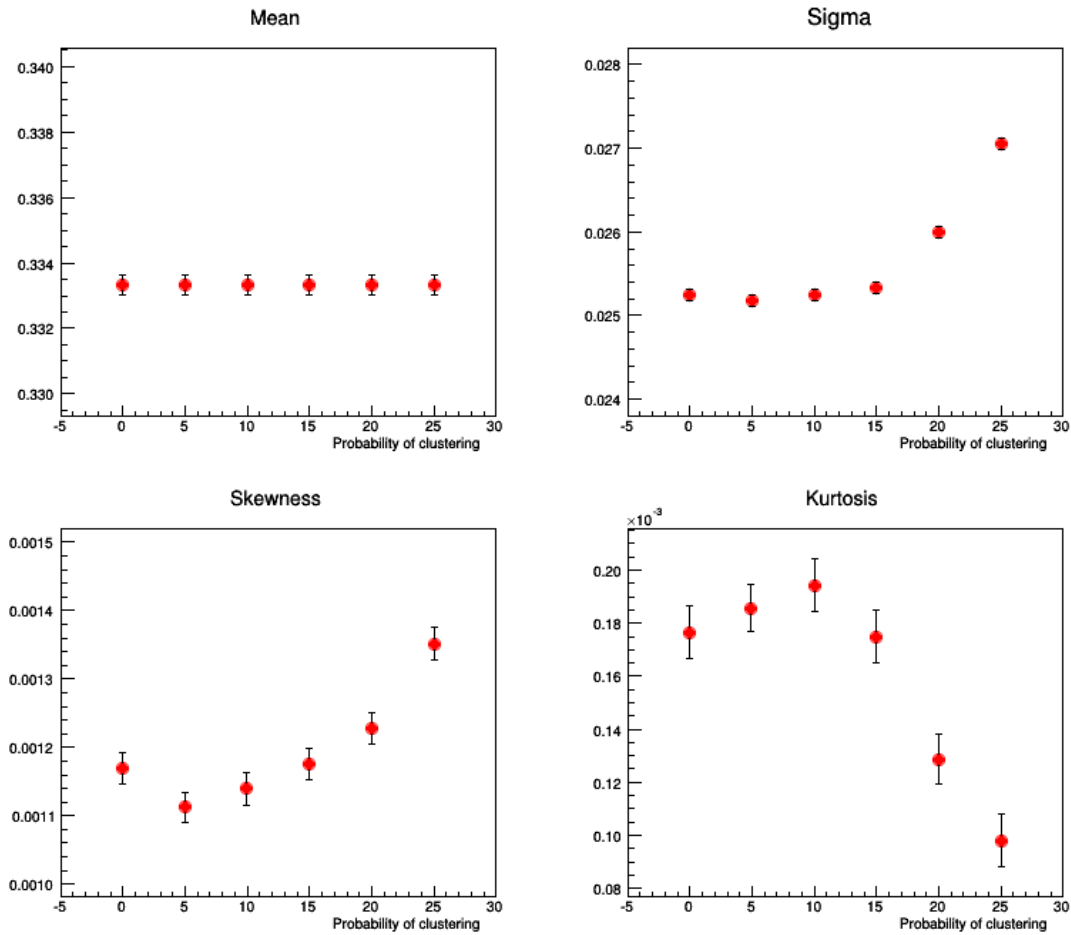 Mean
0.340
0.338
0.336
0.334
0.332
0.330
-5 0 5 10 15 20 25 30
Probability of clustering
Sigma
0.028
0.027
0.026
0.025
0.024
-5 0 5 10 15 20 25 30
Probability of clustering
Skewness
0.0015
0.0014
0.0013
0.0012
0.0011
0.0010
-5 0 5 10 15 20 25 30
Probability of clustering
Kurtosis
×10⁻³
0.20
0.18
0.16
0.14
0.12
0.10
0.08
-5 0 5 10 15 20 25 30
Probability of clustering